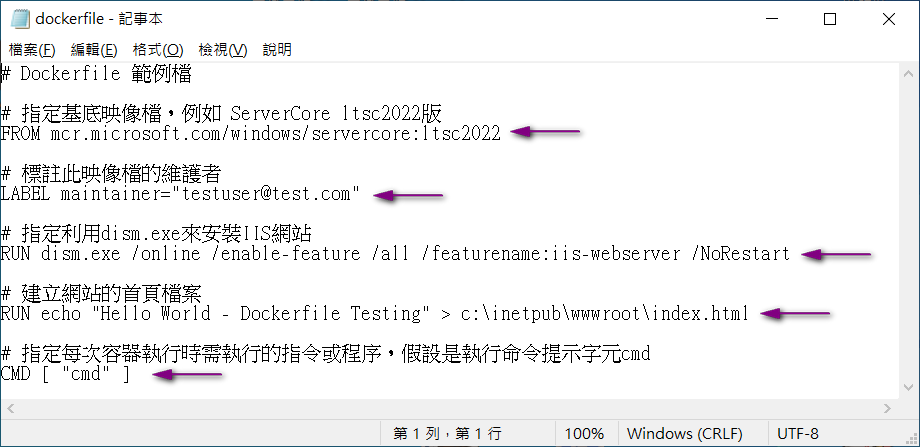 dockerfile - 記事本
檔案(F) 編輯(E) 格式(O) 檢視(V) 說明
# Dockerfile 範例檔
# 指定基底映像檔，例如 ServerCore ltsc2022版
FROM mcr.microsoft.com/windows/servercore:ltsc2022
# 標註此映像檔的維護者
LABEL maintainer="testuser@test.com"
# 指定利用dism.exe來安裝IIS網站
RUN dism.exe /online /enable-feature /all /featurename:iis-webserver /NoRestart
# 建立網站的首頁檔案
RUN echo "Hello World - Dockerfile Testing" > c:\inetpub\wwwroot\index.html
# 指定每次容器執行時需執行的指令或程序，假設是執行命令提示字元cmd
CMD [ "cmd" ]
第 1 列，第 1 行 100% Windows (CRLF) UTF-8